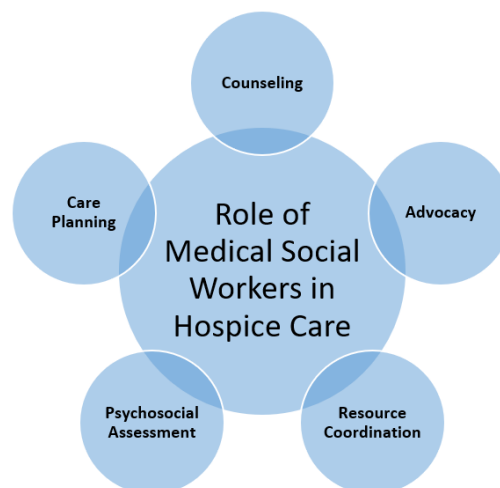 Counseling
Care
Planning
Advocacy
Role of
Medical Social
Workers in
Hospice Care
Psychosocial
Assessment
Resource
Coordination